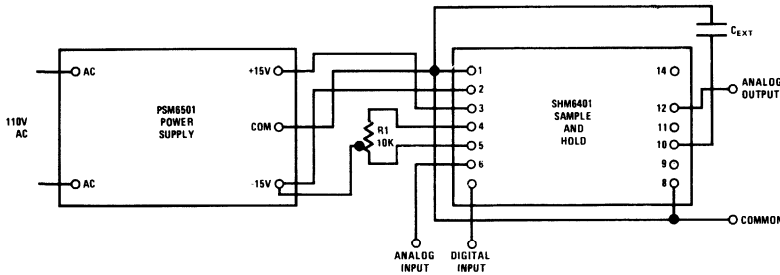 C_EXT
AC
+15V
PSM6501
POWER
SUPPLY
110V
AC
COM
AC
-15V
R1
10K
1
2
3
4
5
6
SHM6401
SAMPLE
AND
HOLD
14
12
11
10
9
8
ANALOG
OUTPUT
COMMON
ANALOG
INPUT
DIGITAL
INPUT